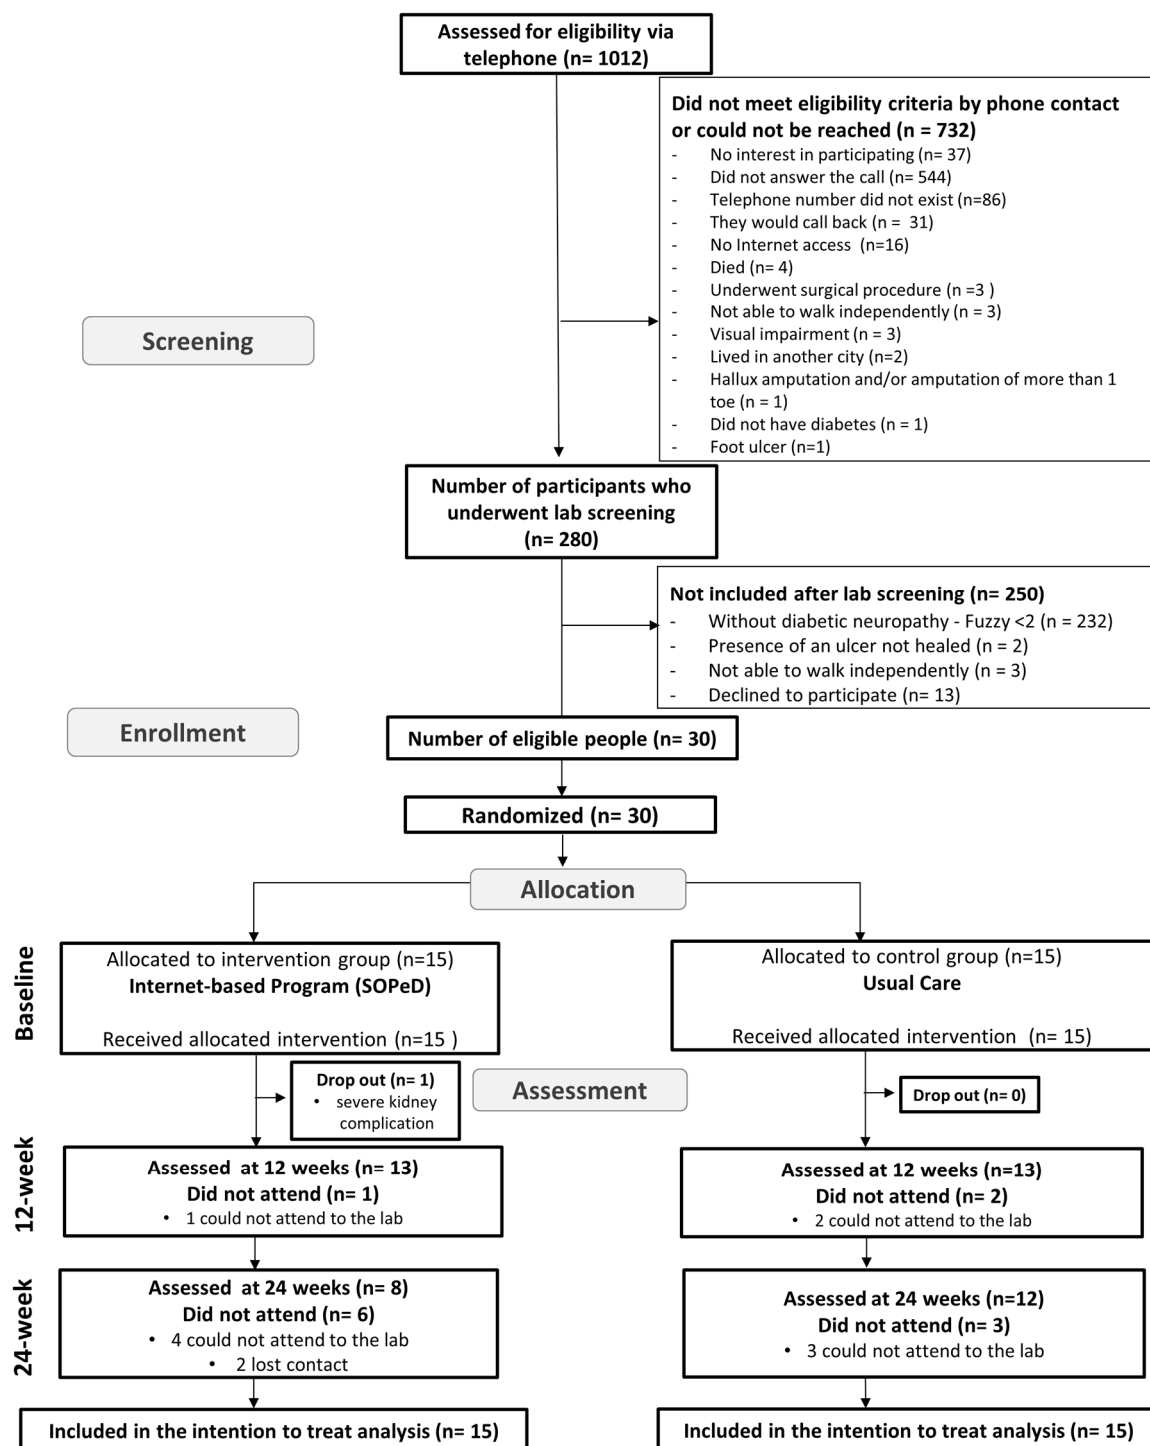 Assessed for eligibility via
telephone (n= 1012)
Did not meet eligibility criteria by phone contact
or could not be reached (n = 732)
- No interest in participating (n= 37)
- Did not answer the call (n= 544)
- Telephone number did not exist (n=86)
- They would call back (n = 31)
- No Internet access (n=16)
- Died (n= 4)
- Underwent surgical procedure (n =3 )
- Not able to walk independently (n = 3)
- Visual impairment (n = 3)
- Lived in another city (n=2)
- Hallux amputation and/or amputation of more than 1
toe (n = 1)
- Did not have diabetes (n = 1)
- Foot ulcer (n=1)
Screening
Number of participants who
underwent lab screening
(n= 280)
Not included after lab screening (n= 250)
- Without diabetic neuropathy - Fuzzy <2 (n = 232)
- Presence of an ulcer not healed (n = 2)
- Not able to walk independently (n = 3)
- Declined to participate (n= 13)
Enrollment
Number of eligible people (n= 30)
Randomized (n= 30)
Allocation
Baseline
Allocated to intervention group (n=15)
Internet-based Program (SOPeD)
Received allocated intervention (n=15 )
Allocated to control group (n=15)
Usual Care
Received allocated intervention (n= 15)
Drop out (n= 1)
• severe kidney
complication
Assessment
Drop out (n= 0)
12-week
Assessed at 12 weeks (n= 13)
Did not attend (n= 1)
• 1 could not attend to the lab
Assessed at 12 weeks (n=13)
Did not attend (n= 2)
• 2 could not attend to the lab
24-week
Assessed at 24 weeks (n= 8)
Did not attend (n= 6)
• 4 could not attend to the lab
• 2 lost contact
Assessed at 24 weeks (n=12)
Did not attend (n= 3)
• 3 could not attend to the lab
Included in the intention to treat analysis (n= 15)
Included in the intention to treat analysis (n= 15)